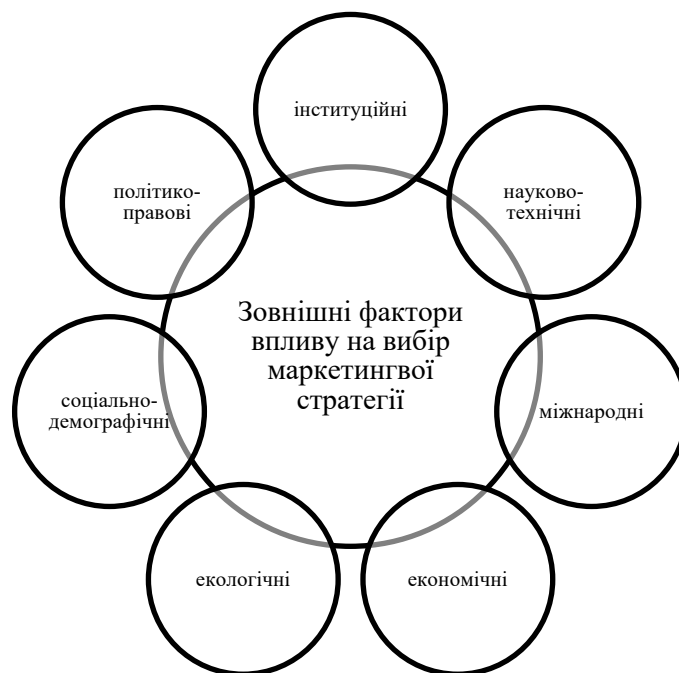 інституційні
політико-
правові
науково-
технічні
Зовнішні фактори
впливу на вибір
маркетингвої
стратегії
соціально-
демографічні
міжнародні
екологічні
економічні